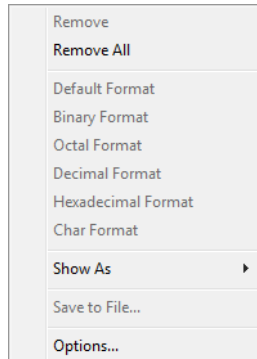 Remove
Remove All
Default Format
Binary Format
Octal Format
Decimal Format
Hexadecimal Format
Char Format
Show As
Save to File...
Options...